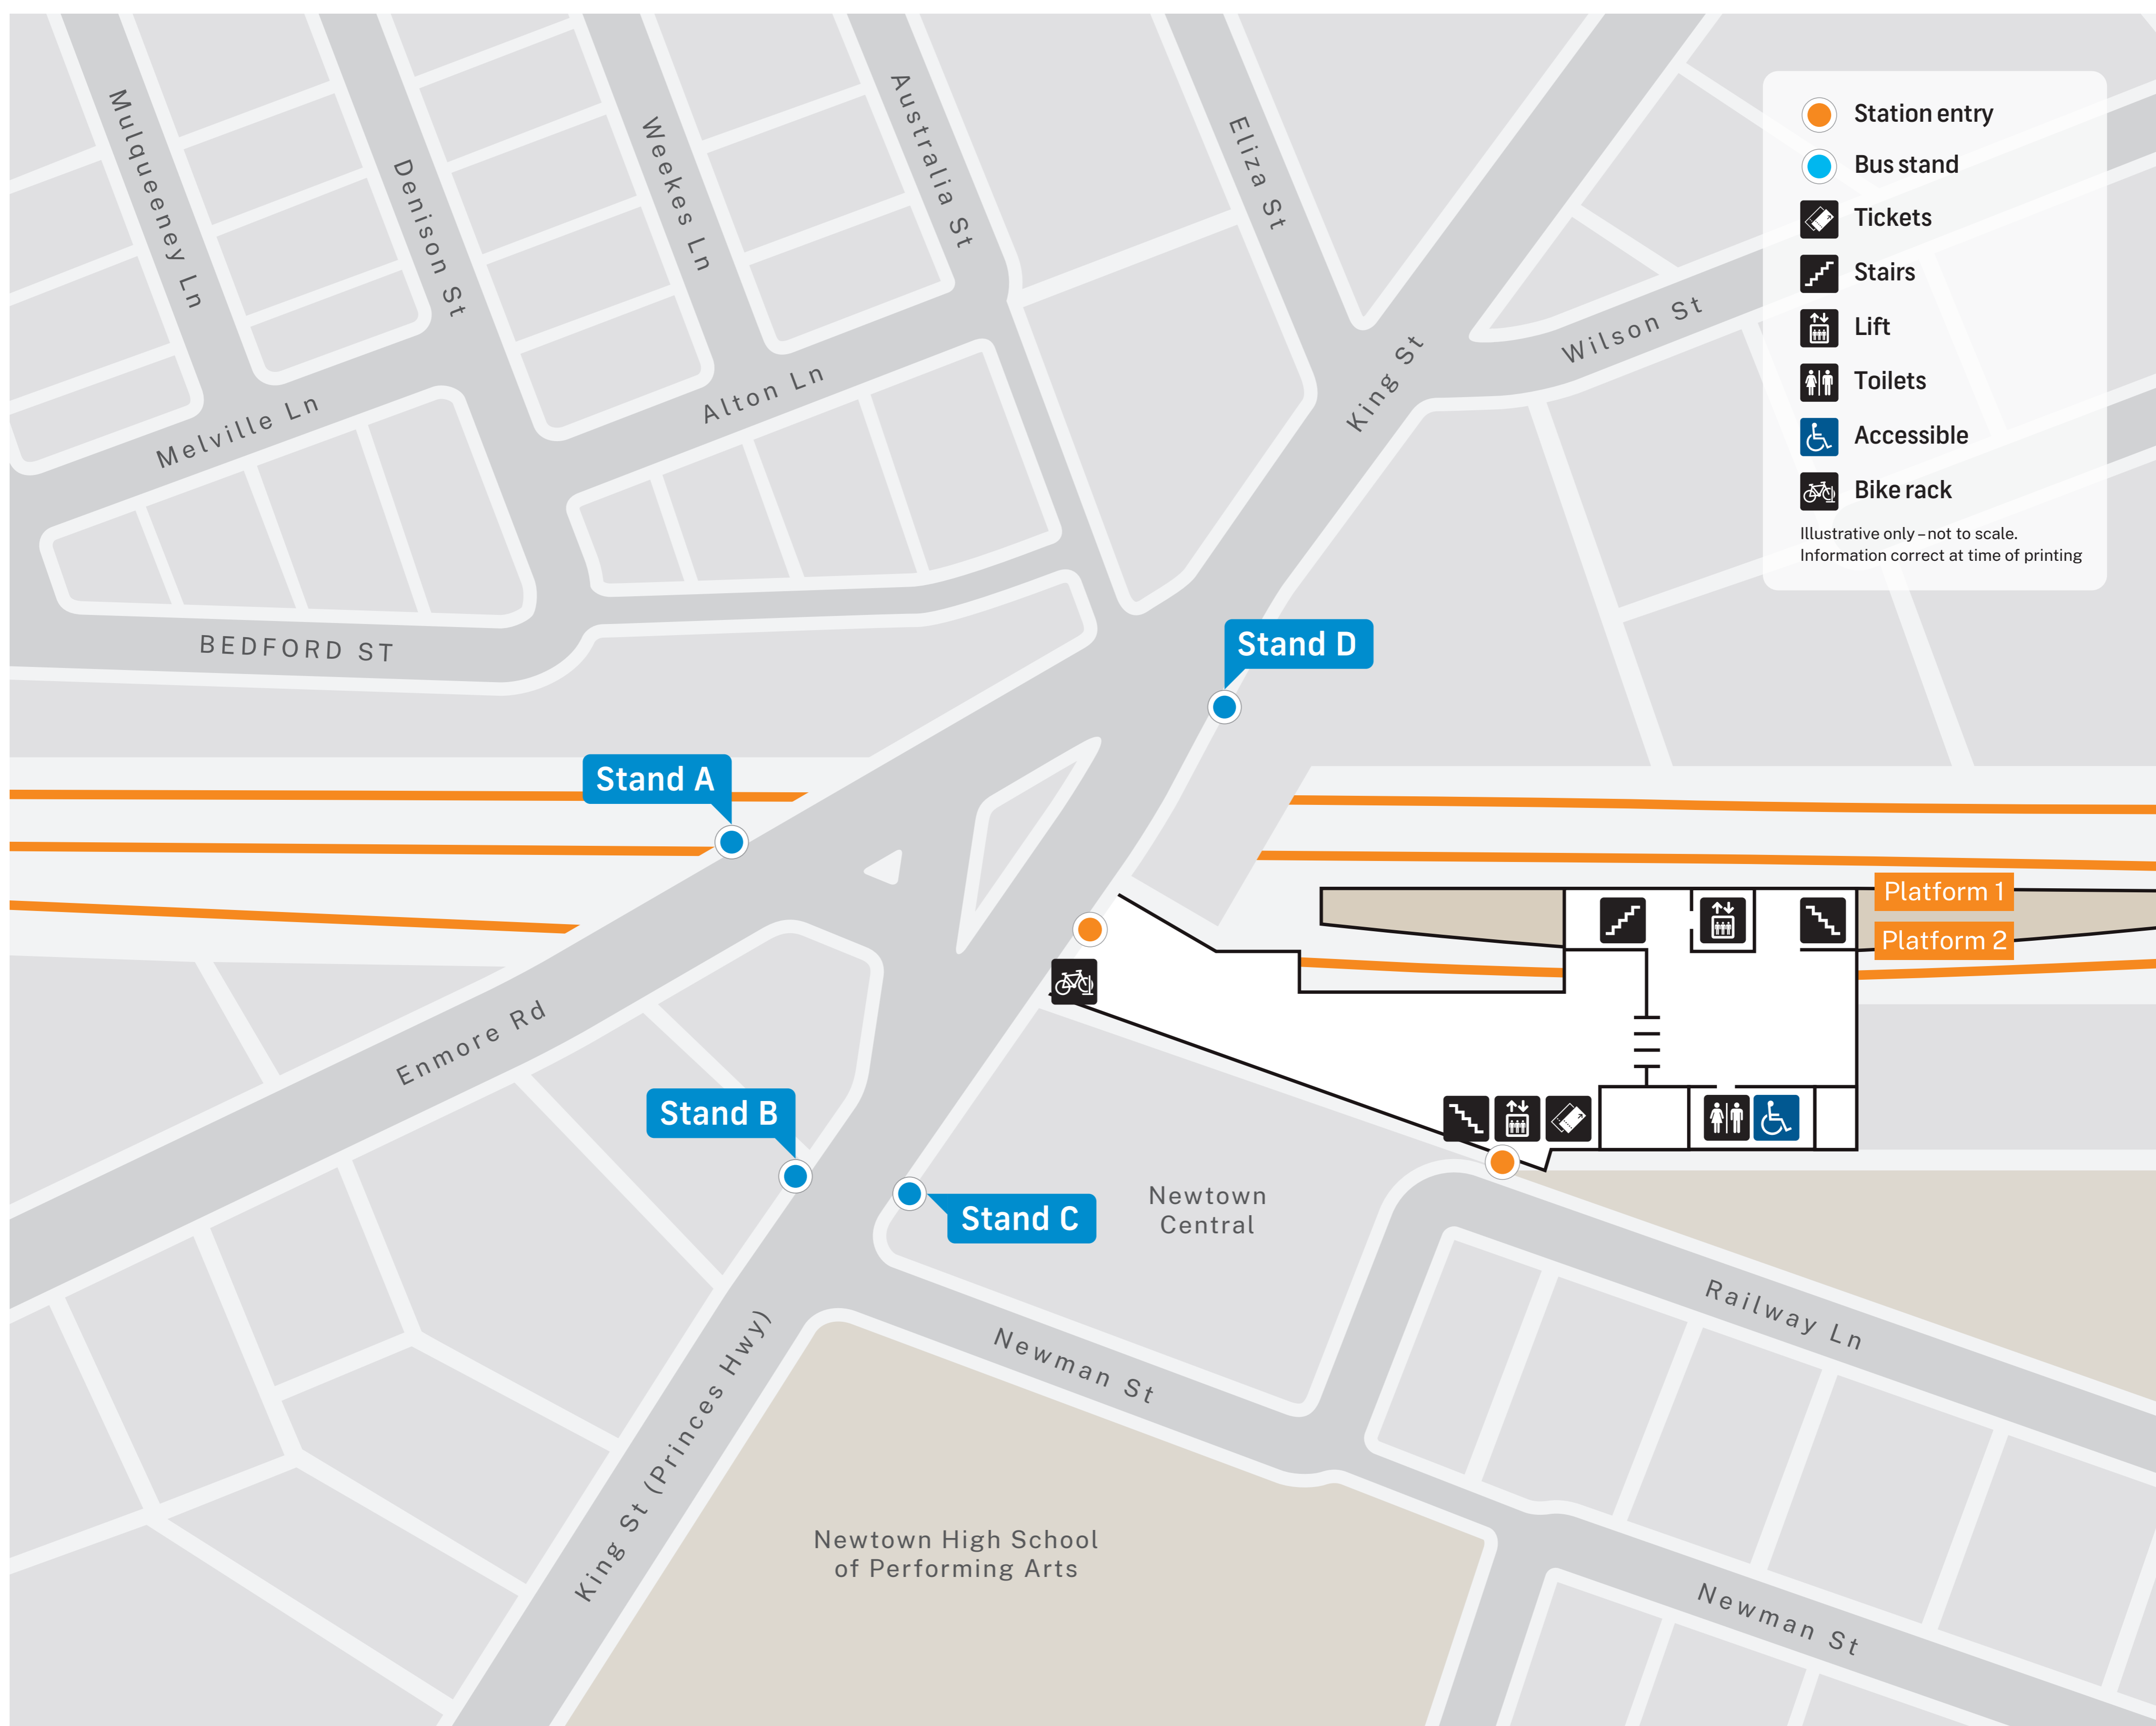 Mulqueeney Ln
Denison St
Weekes Ln
Australia St
Eliza St
King St
Wilson St
Melville Ln
Alton Ln
BEDFORD ST
Station entry
Bus stand
Tickets
Stairs
Lift
Toilets
Accessible
Bike rack
Illustrative only – not to scale.
Information correct at time of printing
Stand D
Stand A
Platform 1
Platform 2
Enmore Rd
Stand B
Stand C
Newtown
Central
Railway Ln
Newman St
King St (Princes Hwy)
Newtown High School
of Performing Arts
Newman St